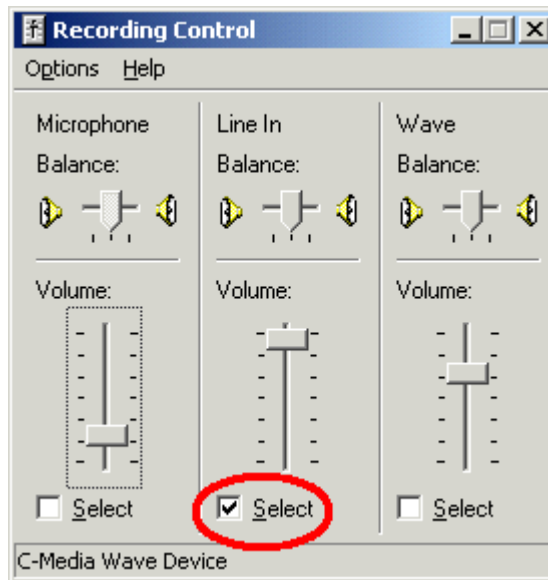 Recording Control
Options Help
Microphone Line In Wave
Balance: Balance: Balance:
Volume: Volume: Volume:
Select Select Select
C-Media Wave Device